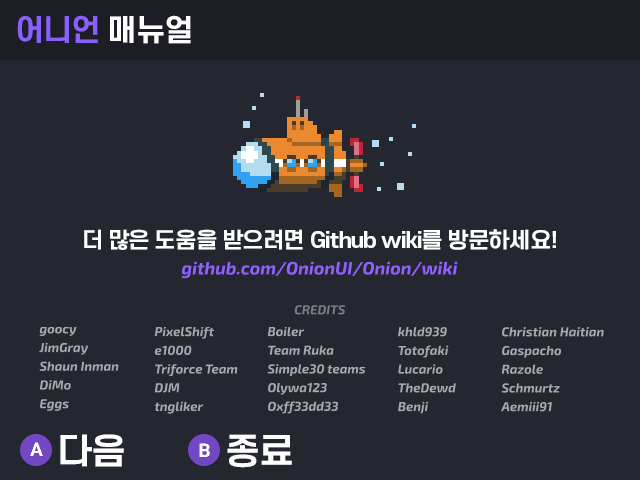 어니언 매뉴얼
더 많은 도움을 받으려면 Github wiki를 방문하세요!
github.com/OnionUI/Onion/wiki
CREDITS
goocy
JimGray
Shaun Inman
DiMo
Eggs
PixelShift
e1000
Triforce Team
DJM
tngliker
Boiler
Team Ruka
Simple30 teams
Olywa123
Oxff33dd33
khld939
Totofaki
Lucario
TheDewd
Benji
Christian Haitian
Gaspacho
Razole
Schmurtz
Aemiii91
A 다음 B 종료